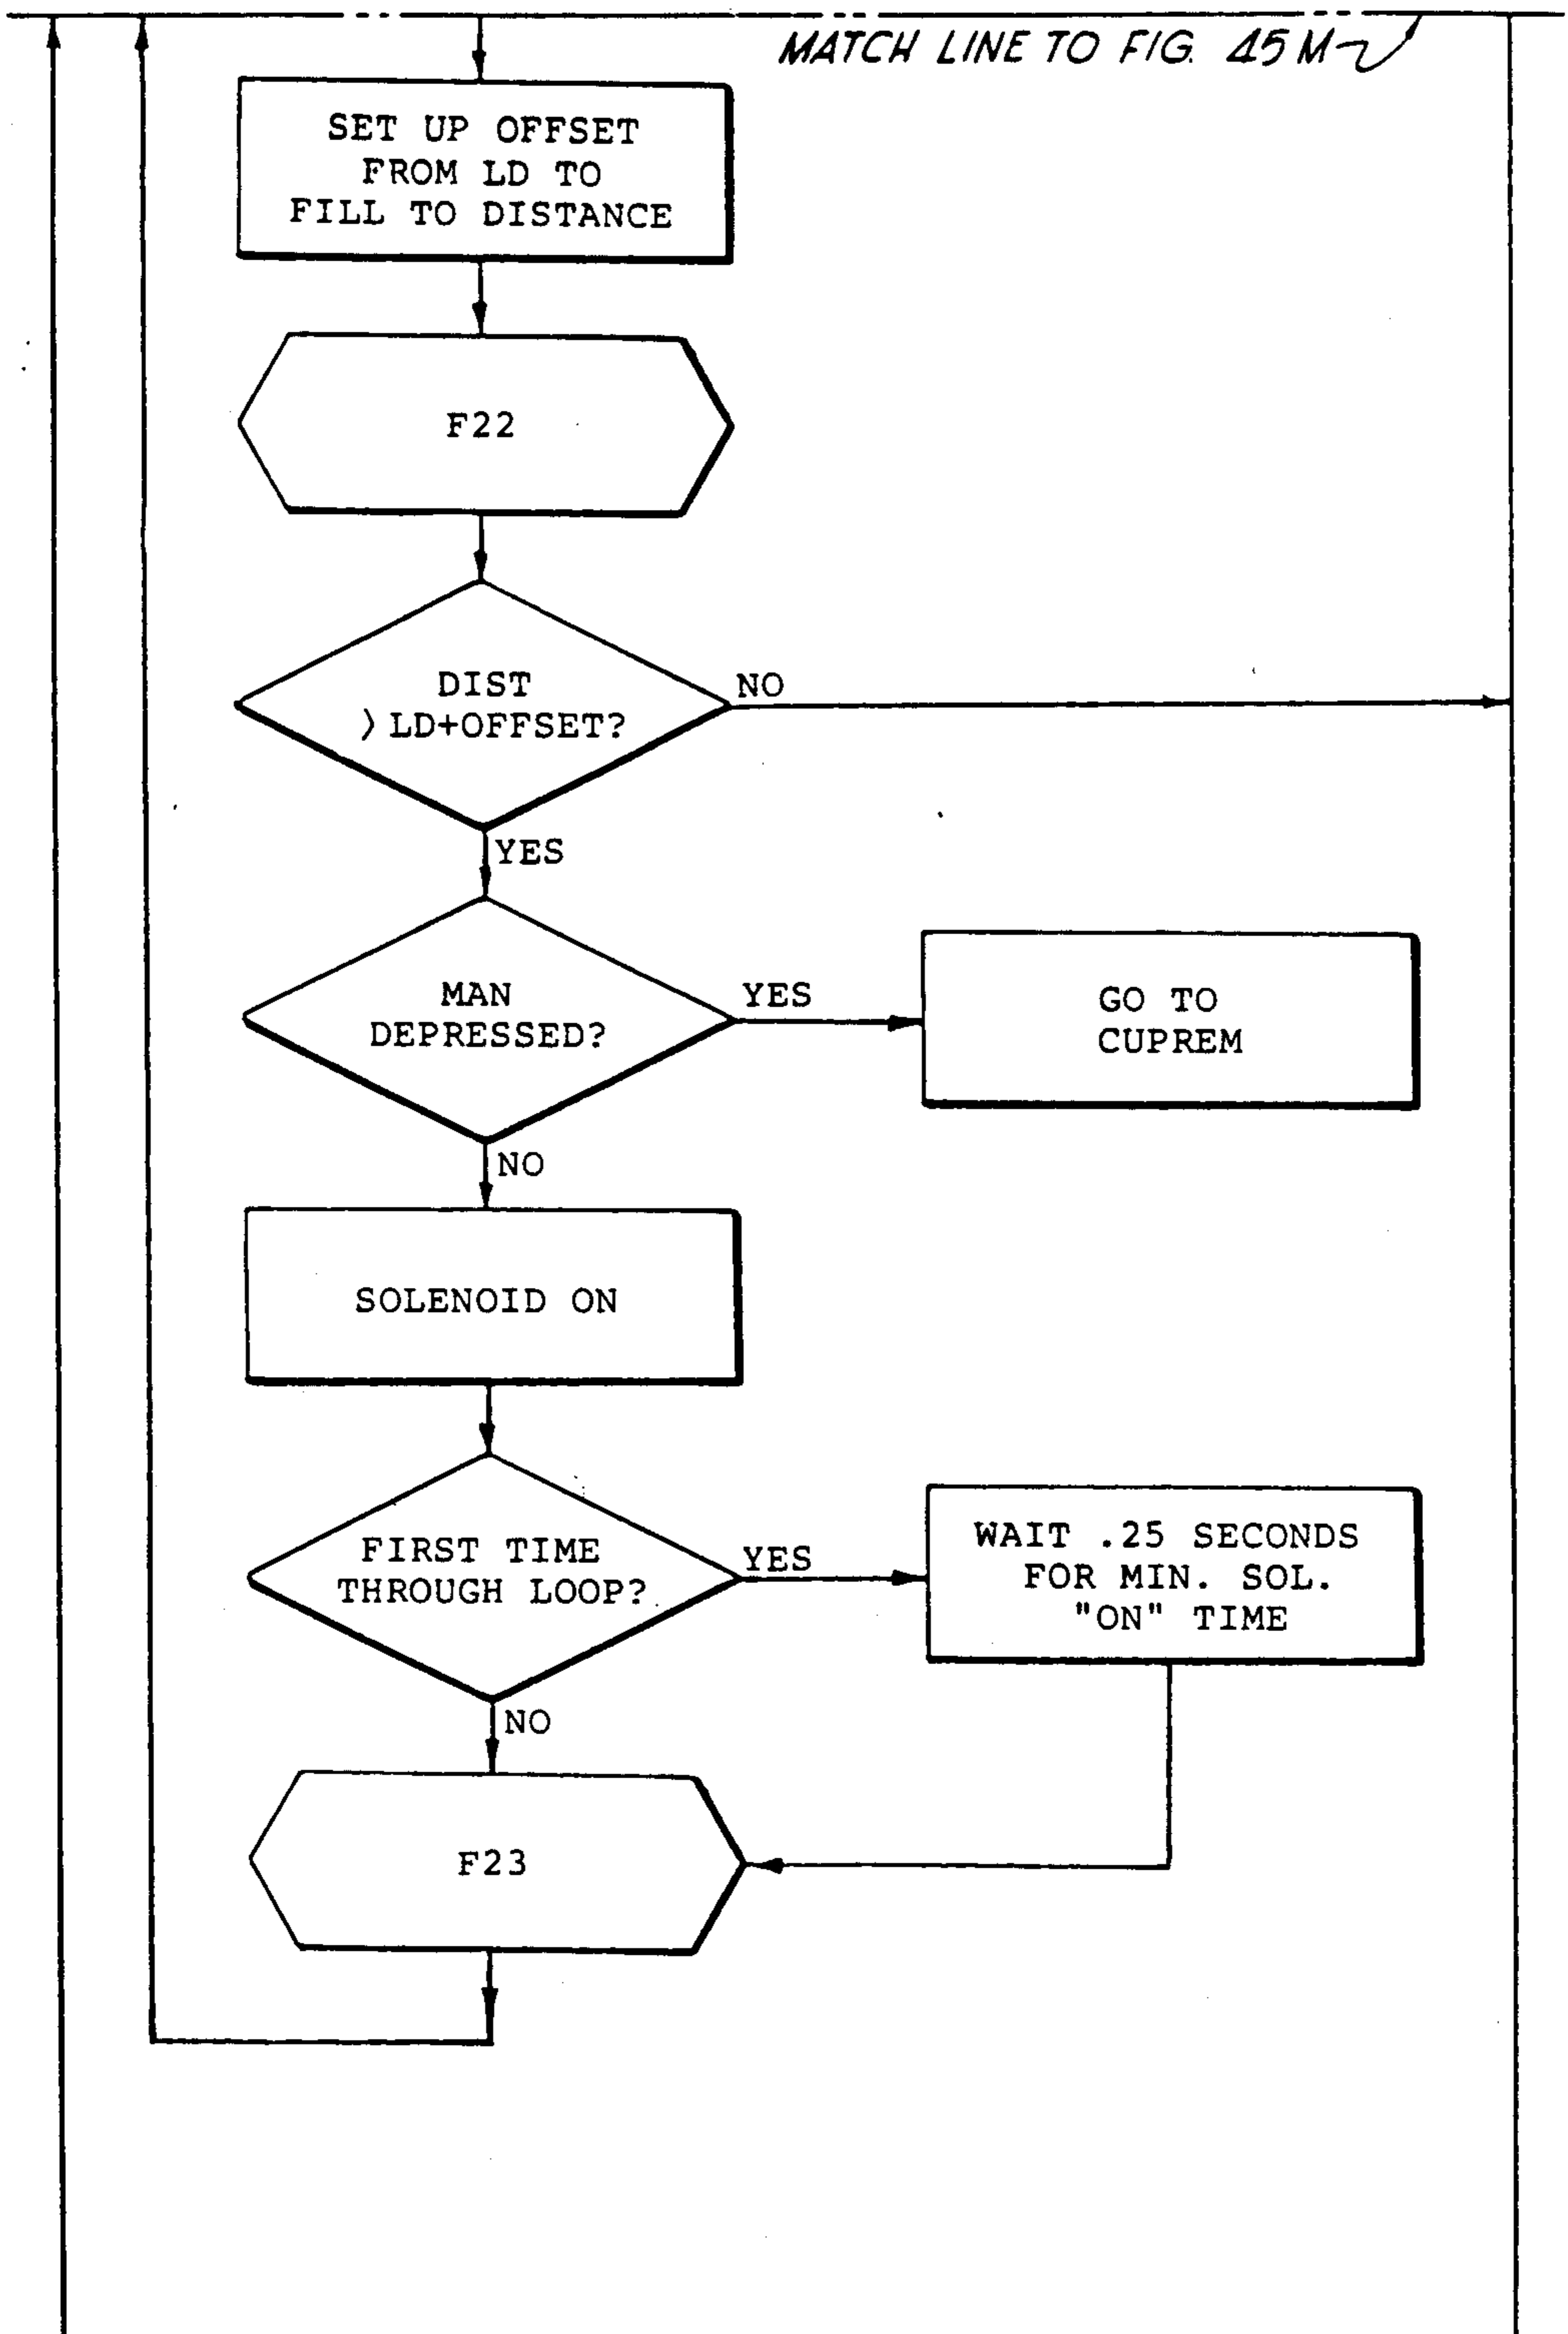 MATCH LINE TO FIG. 45M
SET UP OFFSET
FROM LD TO
FILL TO DISTANCE
F22
DIST
>LD+OFFSET?
NO
YES
MAN
DEPRESSED?
YES
GO TO
CUPREM
NO
SOLENOID ON
FIRST TIME
THROUGH LOOP?
YES
WAIT .25 SECONDS
FOR MIN. SOL.
"ON" TIME
NO
F23